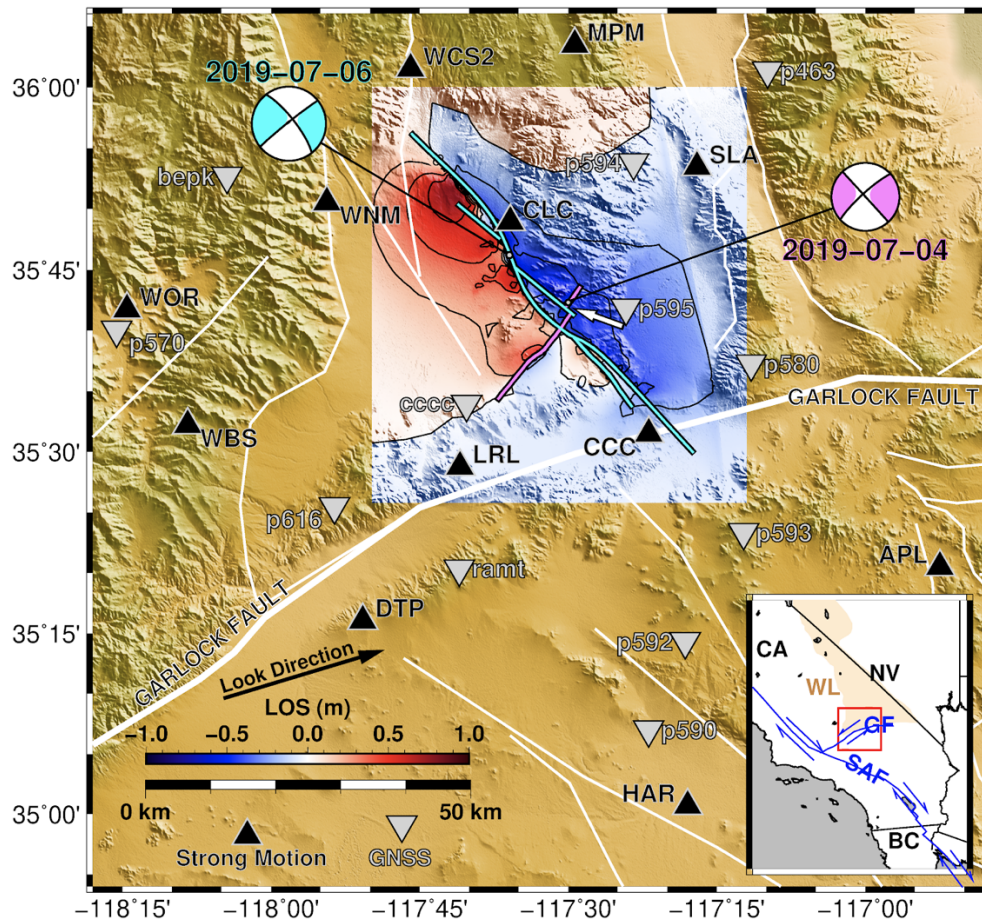 MPM
WCS2
36°00'
2019-07-06
p463
p594
SLA
bepk
WNM
CLC
2019-07-04
35°45'
WOR
p570
p595
p580
GARLOCK FAULT
cccc
0
WBS
35°30'
LRL
CCC
p616
p593
ramt
APL
DTP
35°15'
p592
GARLOCK FAULT
Look Direction
LOS (m)
-1.0 -0.5 0.0 0.5 1.0
p590
0 km 50 km
HAR
35°00'
Strong Motion
GNSS
CA
NV
WL
GF
SAF
BC
-118°15' -118°00' -117°45' -117°30' -117°15' -117°00'